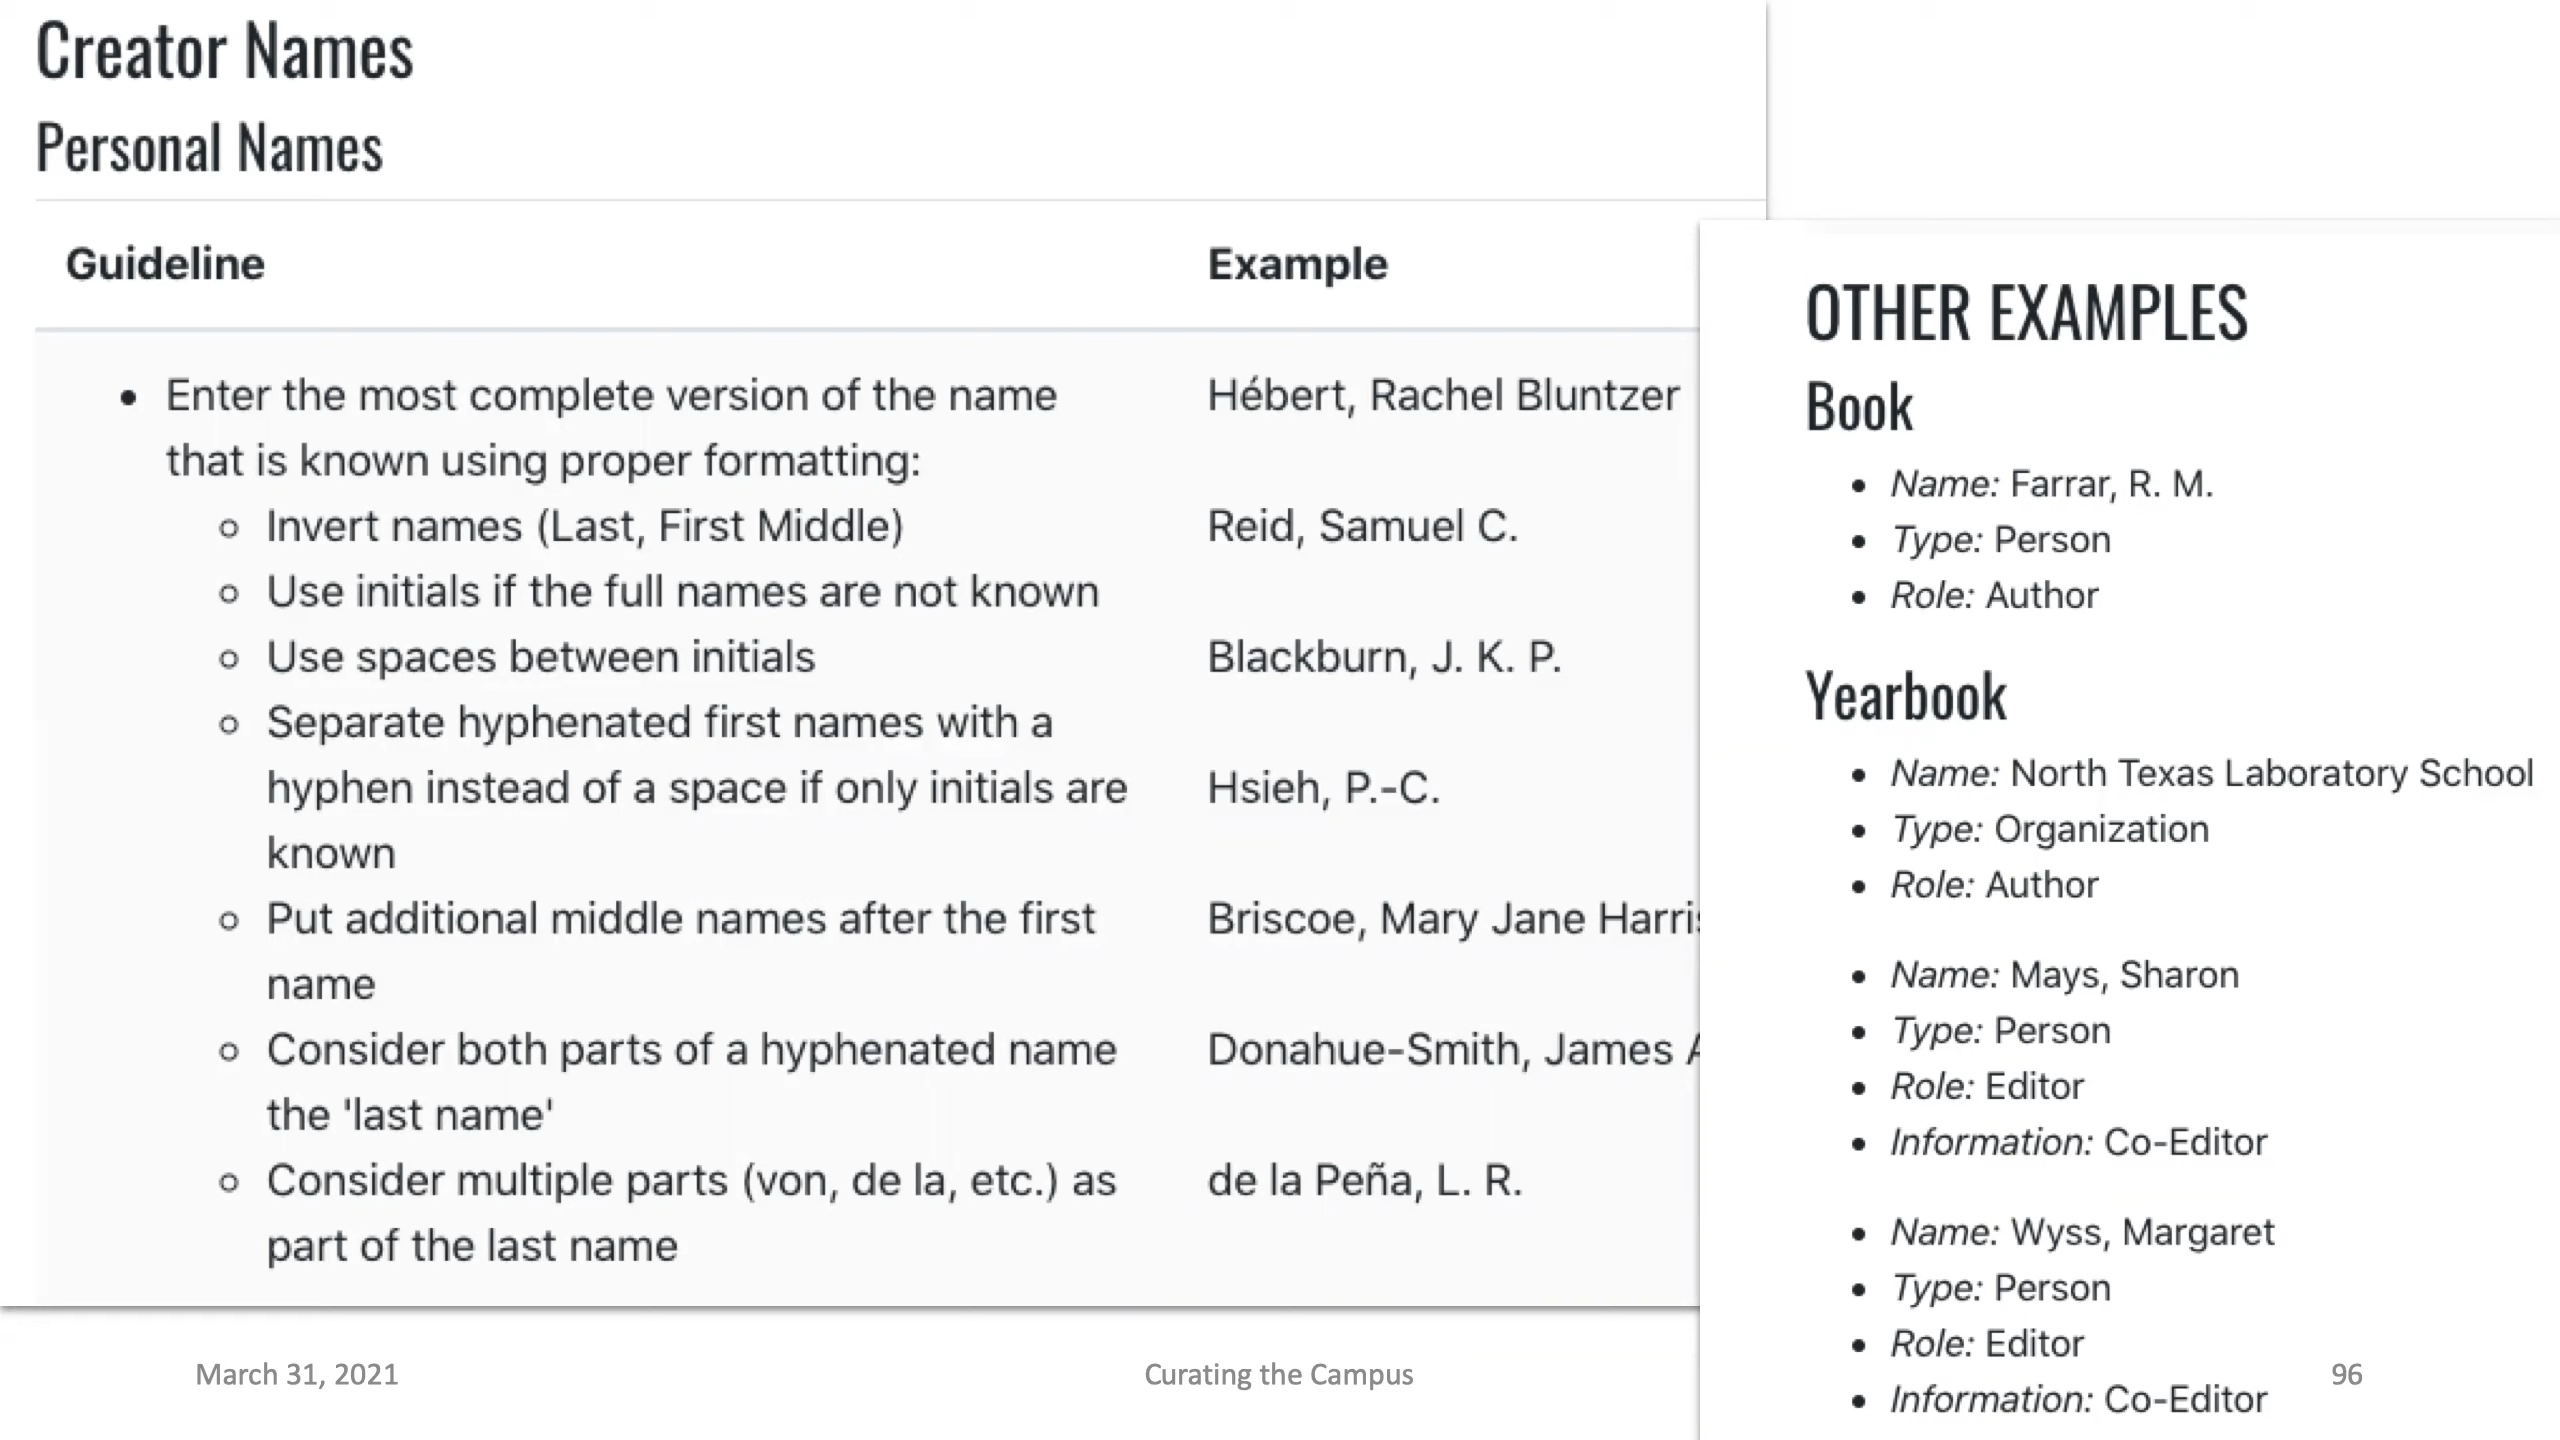 Creator Names
Personal Names
Guideline
Example
• Enter the most complete version of the name
that is known using proper formatting:
Hébert, Rachel Bluntzer
○ Invert names (Last, First Middle)
Reid, Samuel C.
○ Use initials if the full names are not known
○ Use spaces between initials
Blackburn, J. K. P.
○ Separate hyphenated first names with a
hyphen instead of a space if only initials are
known
Hsieh, P.-C.
○ Put additional middle names after the first
name
Briscoe, Mary Jane
○ Consider both parts of a hyphenated name
the 'last name'
Donahue-Smith, James
○ Consider multiple parts (von, de la, etc.) as
part of the last name
de la Peña, L. R.
OTHER EXAMPLES
Book
• Name: Farrar, R. M.
• Type: Person
• Role: Author
Yearbook
• Name: North Texas Laboratory School
• Type: Organization
• Role: Author
• Name: Mays, Sharon
• Type: Person
• Role: Editor
• Information: Co-Editor
• Name: Wyss, Margaret
• Type: Person
• Role: Editor
• Information: Co-Editor
March 31, 2021
Curating the Campus
96